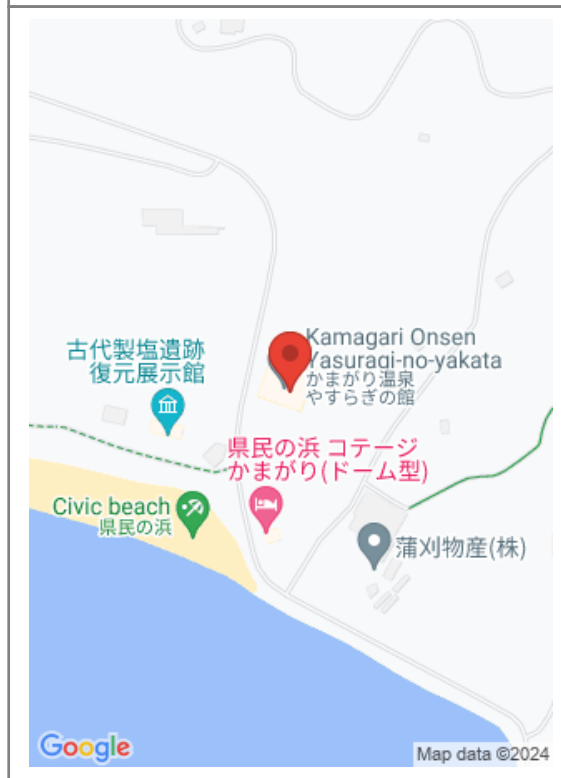 Kamagari Onsen
Yasuragi-no-yakata
かまがり温泉
やすらぎの館
古代製塩遺跡
復元展示館
県民の浜 コテージ
かまがり(ドーム型)
Civic beach
県民の浜
蒲刈物産(株)
Google
Map data ©2024